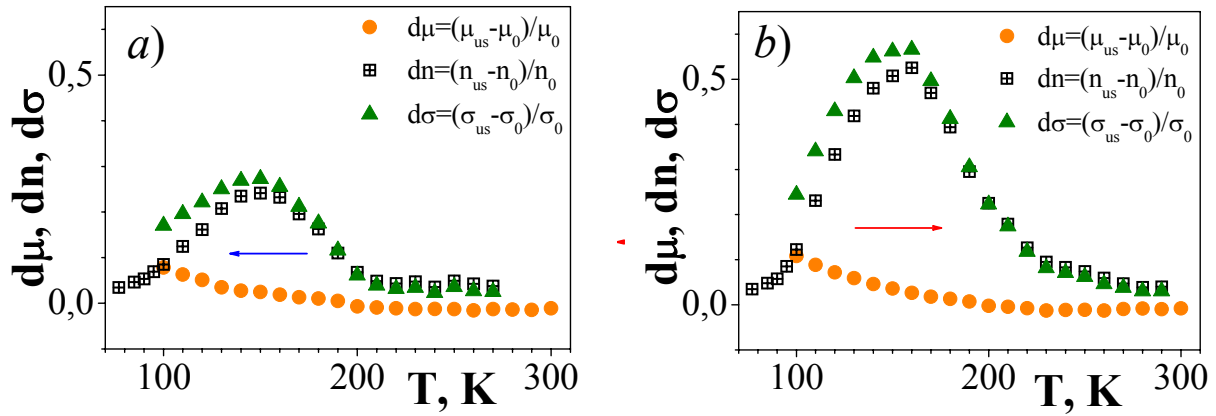 a)
dμ=(μus-μ0)/μ0
dn=(nus-n0)/n0
dσ=(σus-σ0)/σ0
dμ, dn, dσ
0,5
0,0
100
200
300
T, K
b)
dμ=(μus-μ0)/μ0
dn=(nus-n0)/n0
dσ=(σus-σ0)/σ0
dμ, dn, dσ
0,5
0,0
100
200
300
T, K